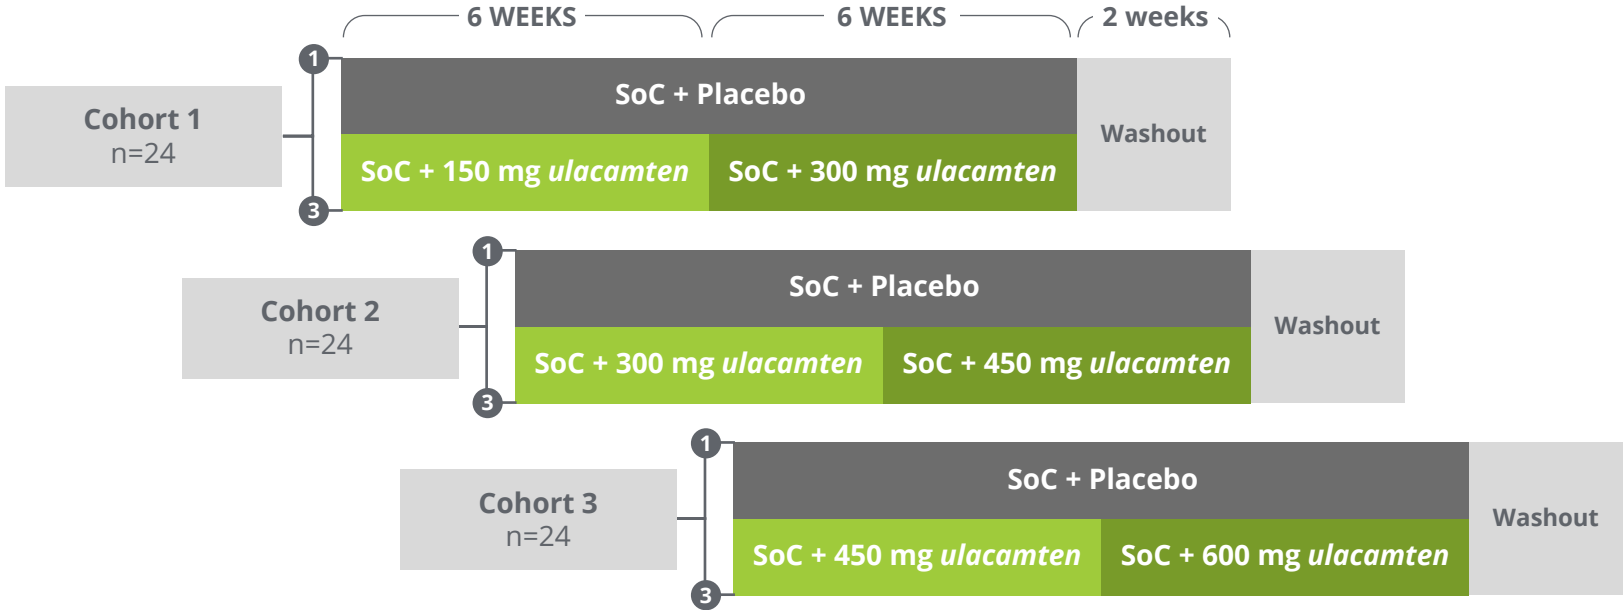 6 WEEKS 6 WEEKS 2 weeks
1
SoC + Placebo
Cohort 1
n=24
Washout
SoC + 150 mg ulacamten SoC + 300 mg ulacamten
3
1
SoC + Placebo
Cohort 2
n=24
Washout
SoC + 300 mg ulacamten SoC + 450 mg ulacamten
3
1
SoC + Placebo
Cohort 3
n=24
Washout
SoC + 450 mg ulacamten SoC + 600 mg ulacamten
3